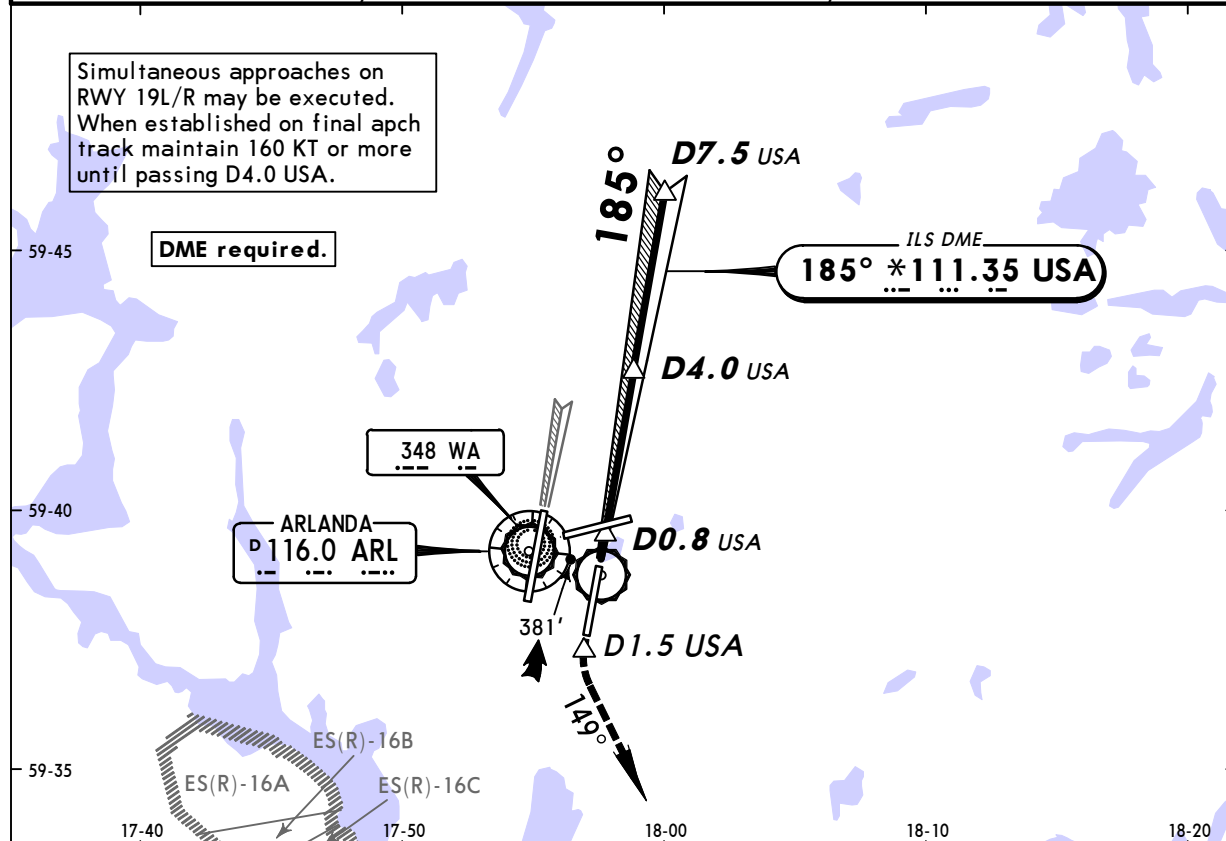 Simultaneous approaches on
RWY 19L/R may be executed.
When established on final apch
track maintain 160 KT or more
until passing D4.0 USA.
DME required.
185°
D7.5 USA
ILS DME
185° *111.35 USA
D4.0 USA
348 WA
ARLANDA
D 116.0 ARL
D0.8 USA
381'
D1.5 USA
149°
ES(R)-16B
ES(R)-16A
ES(R)-16C
59-45
59-40
59-35
17-40
17-50
18-00
18-10
18-20